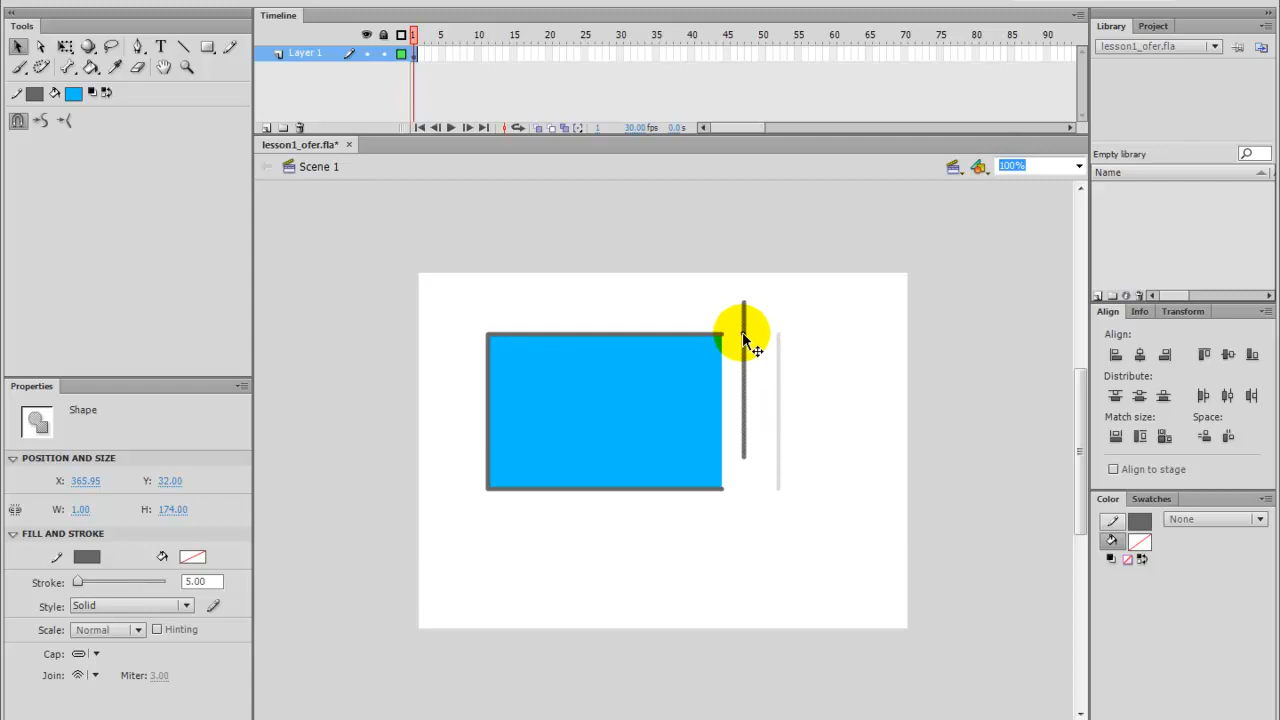 Tools
Timeline
Library
Project
1 5 10 15 20 25 30 35 40 45 50 55 60 65 70 75 80 85 90
lesson1_ofer.fla
Layer 1
1 30.00 fps 0.0 s
lesson1_ofer.fla*
Empty library
Scene 1
100%
Name
Align
Info
Transform
Align:
Distribute:
Match size:
Space:
Align to stage
Properties
Shape
POSITION AND SIZE
X: 365.95 Y: 32.00
W: 1.00 H: 174.00
FILL AND STROKE
Stroke: 5.00
Style: Solid
Scale: Normal Hinting
Cap:
Join: Miter: 3.00
Color
Swatches
None